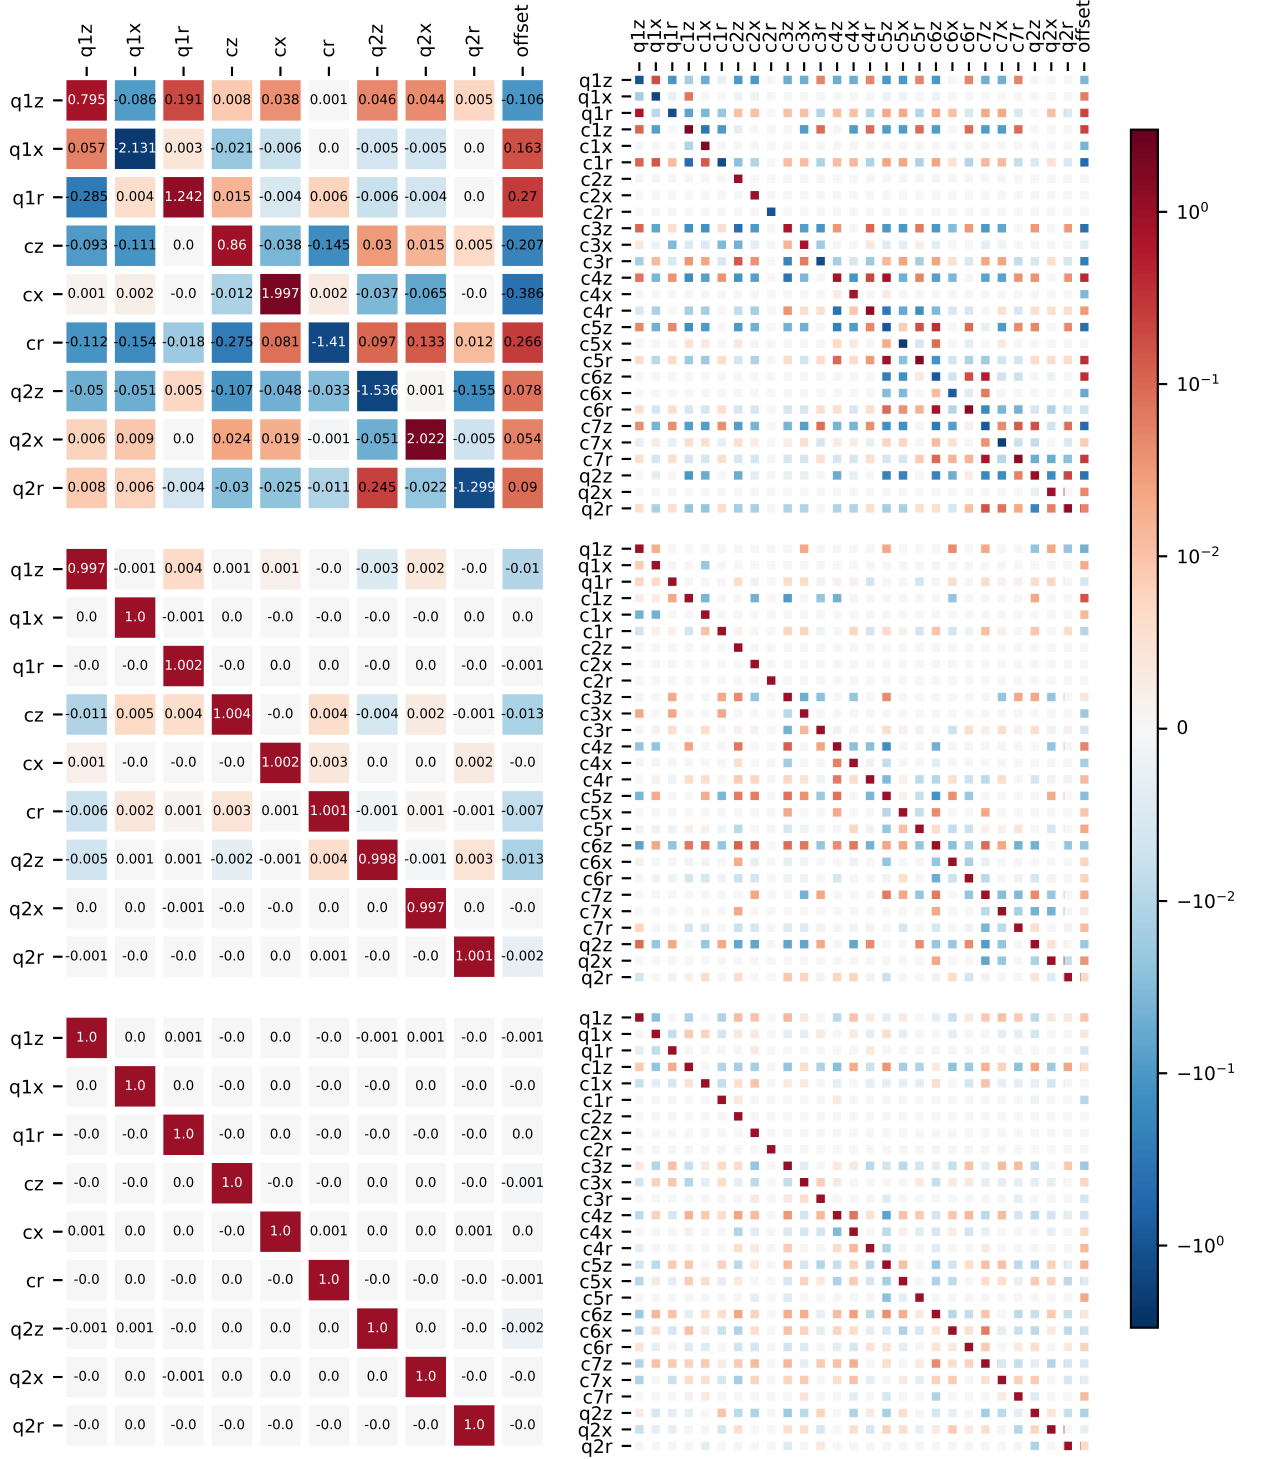 q1z q1x q1r cz cx cr q2z q2x q2r offset
q1z 0.795 -0.086 0.191 0.008 0.038 0.001 0.046 0.044 0.005 -0.106
q1x 0.057 -2.131 0.003 -0.021 -0.006 0.0 -0.005 -0.005 0.0 0.163
q1r -0.285 0.004 1.242 0.015 -0.004 0.006 -0.006 -0.004 0.0 0.27
cz -0.093 -0.111 0.0 0.86 -0.038 -0.145 0.03 0.015 0.005 -0.207
cx 0.001 0.002 -0.0 -0.012 1.997 0.002 -0.037 -0.065 -0.0 -0.386
cr -0.112 -0.154 -0.018 -0.275 0.081 -1.41 0.097 0.133 0.012 0.266
q2z -0.05 -0.051 0.005 -0.107 -0.048 -0.033 -1.536 0.001 -0.155 0.078
q2x 0.006 0.009 0.0 0.024 0.019 -0.001 -0.051 2.022 -0.005 0.054
q2r 0.008 0.006 -0.004 -0.03 -0.025 -0.011 0.245 -0.022 -1.299 0.09
q1z 0.997 -0.001 0.004 0.001 0.001 -0.0 -0.003 0.002 -0.0 -0.01
q1x 0.0 1.0 -0.001 0.0 -0.0 -0.0 -0.0 0.0 -0.0 0.0
q1r -0.0 -0.0 1.002 -0.0 0.0 0.0 -0.0 0.0 -0.0 -0.001
cz -0.011 0.005 0.004 1.004 -0.0 0.004 -0.004 0.002 -0.001 -0.013
cx 0.001 -0.0 -0.0 -0.0 1.002 0.003 0.0 0.0 0.002 -0.0
cr -0.006 0.002 0.001 0.003 0.001 1.001 -0.001 0.001 -0.001 -0.007
q2z -0.005 0.001 0.001 -0.002 -0.001 0.004 0.998 -0.001 0.003 -0.013
q2x 0.0 0.0 -0.001 -0.0 -0.0 0.0 0.0 0.997 0.0 -0.0
q2r -0.001 -0.0 -0.0 -0.0 0.0 0.001 -0.0 -0.0 1.001 -0.002
q1z 1.0 0.0 0.001 -0.0 0.0 -0.0 -0.001 0.001 -0.0 -0.001
q1x 0.0 1.0 0.0 -0.0 0.0 -0.0 0.0 -0.0 -0.0 -0.0
q1r -0.0 -0.0 1.0 -0.0 0.0 -0.0 0.0 -0.0 -0.0 0.0
cz -0.0 -0.0 0.0 1.0 -0.0 -0.0 0.0 -0.0 0.0 -0.001
cx 0.001 0.0 0.0 -0.0 1.0 0.001 0.0 0.0 0.001 0.0
cr -0.0 0.0 -0.0 0.0 -0.0 1.0 -0.0 -0.0 -0.0 -0.001
q2z -0.001 0.001 -0.0 0.0 0.0 0.0 1.0 0.0 -0.0 -0.002
q2x -0.0 0.0 -0.001 0.0 0.0 0.0 0.0 1.0 -0.0 -0.0
q2r -0.0 0.0 -0.0 0.0 -0.0 -0.0 -0.0 -0.0 1.0 -0.0
q1z q1x q1r c1z c1x c1r c2z c2x c2r c3z c3x c3r c4z c4x c4r c5z c5x c5r c6z c6x c6r c7z c7x c7r q2z q2x q2r offset
q1z
q1x
q1r
c1z
c1x
c1r
c2z
c2x
c2r
c3z
c3x
c3r
c4z
c4x
c4r
c5z
c5x
c5r
c6z
c6x
c6r
c7z
c7x
c7r
q2z
q2x
q2r
q1z
q1x
q1r
c1z
c1x
c1r
c2z
c2x
c2r
c3z
c3x
c3r
c4z
c4x
c4r
c5z
c5x
c5r
c6z
c6x
c6r
c7z
c7x
c7r
q2z
q2x
q2r
q1z
q1x
q1r
c1z
c1x
c1r
c2z
c2x
c2r
c3z
c3x
c3r
c4z
c4x
c4r
c5z
c5x
c5r
c6z
c6x
c6r
c7z
c7x
c7r
q2z
q2x
q2r
10⁰
10⁻¹
10⁻²
0
−10⁻²
−10⁻¹
−10⁰